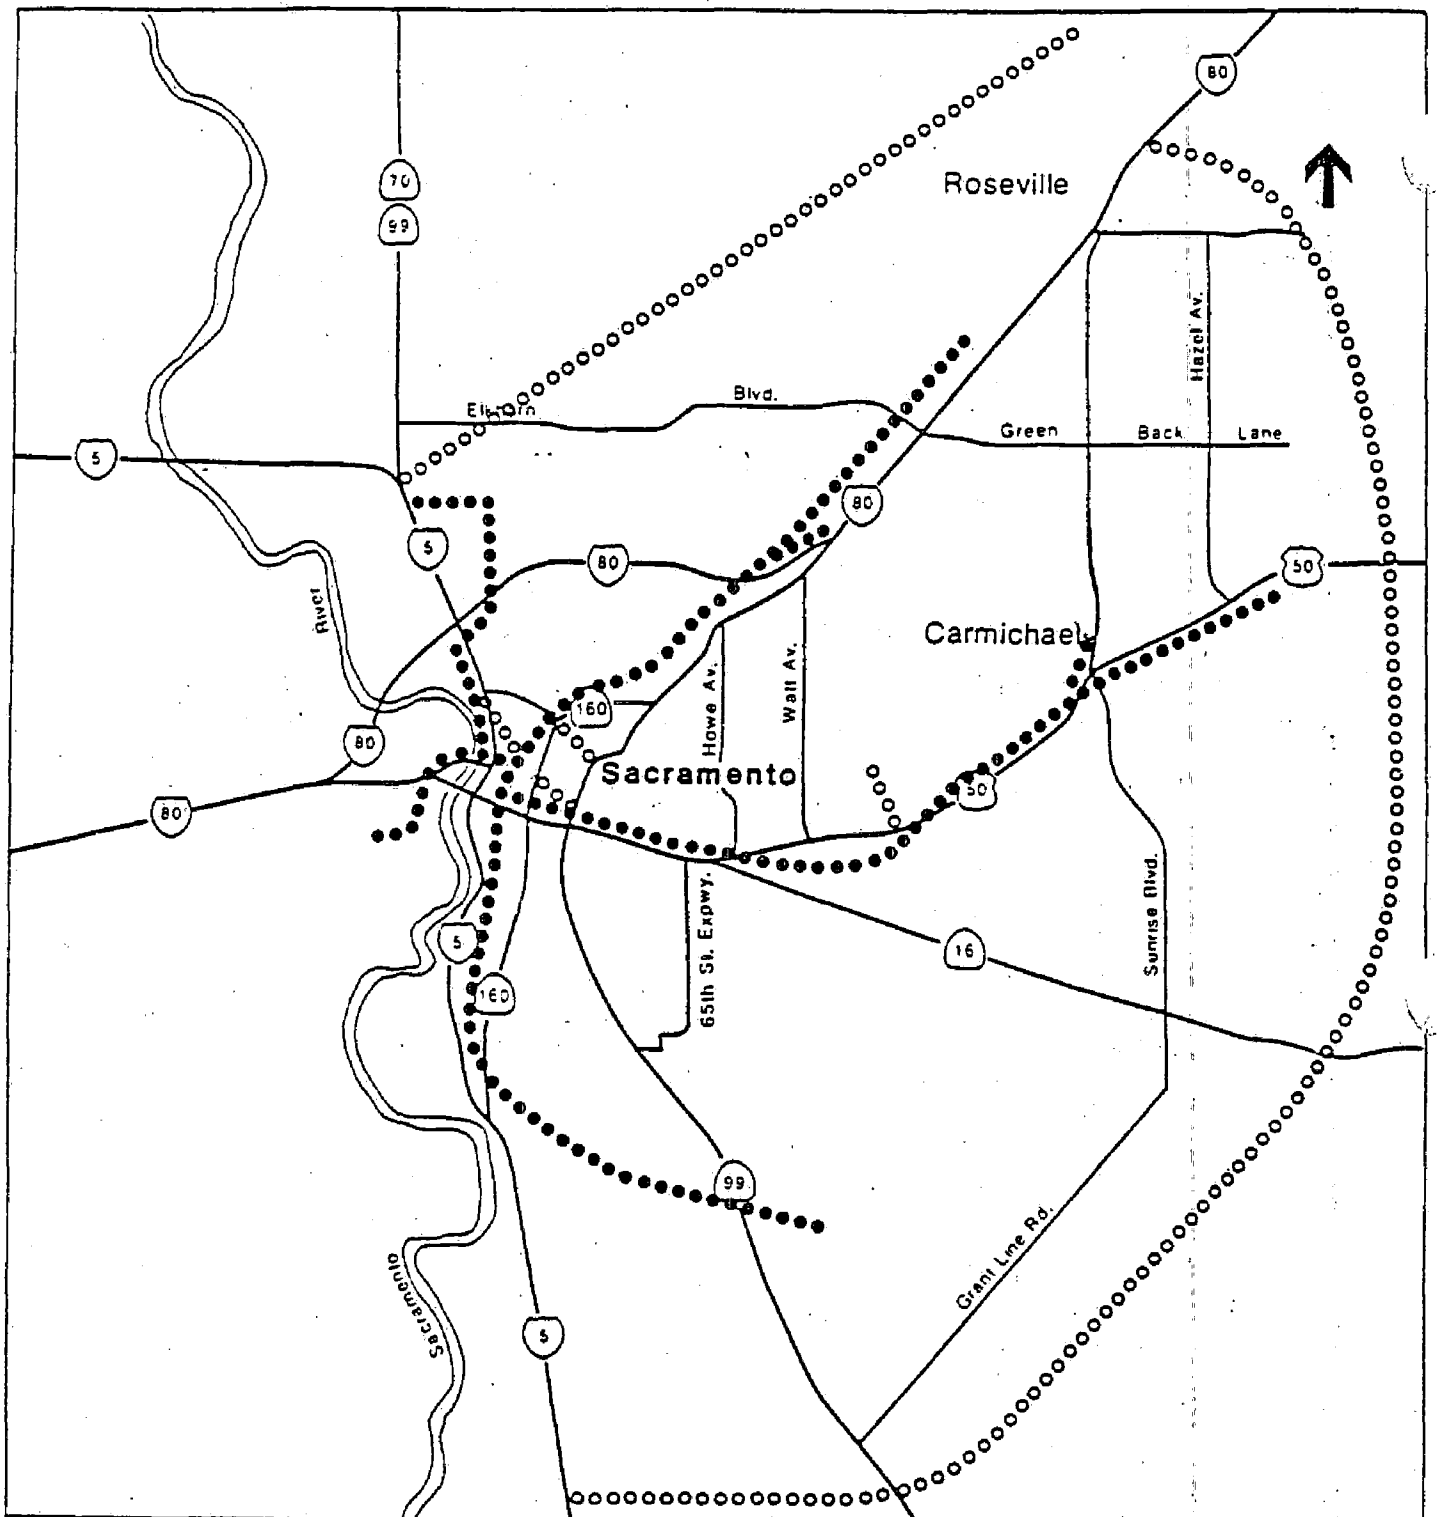 80
70
Roseville
99
Hazel Av.
Blvd.
Elkhorn
Green Back Lane
5
80
5
80
50
River
Carmichael
Howe Av.
Watt Av.
160
80
Sacramento
50
80
Sunrise Blvd.
65th St. Expwy.
5
16
160
99
Grant Line Rd.
Sacramento
5